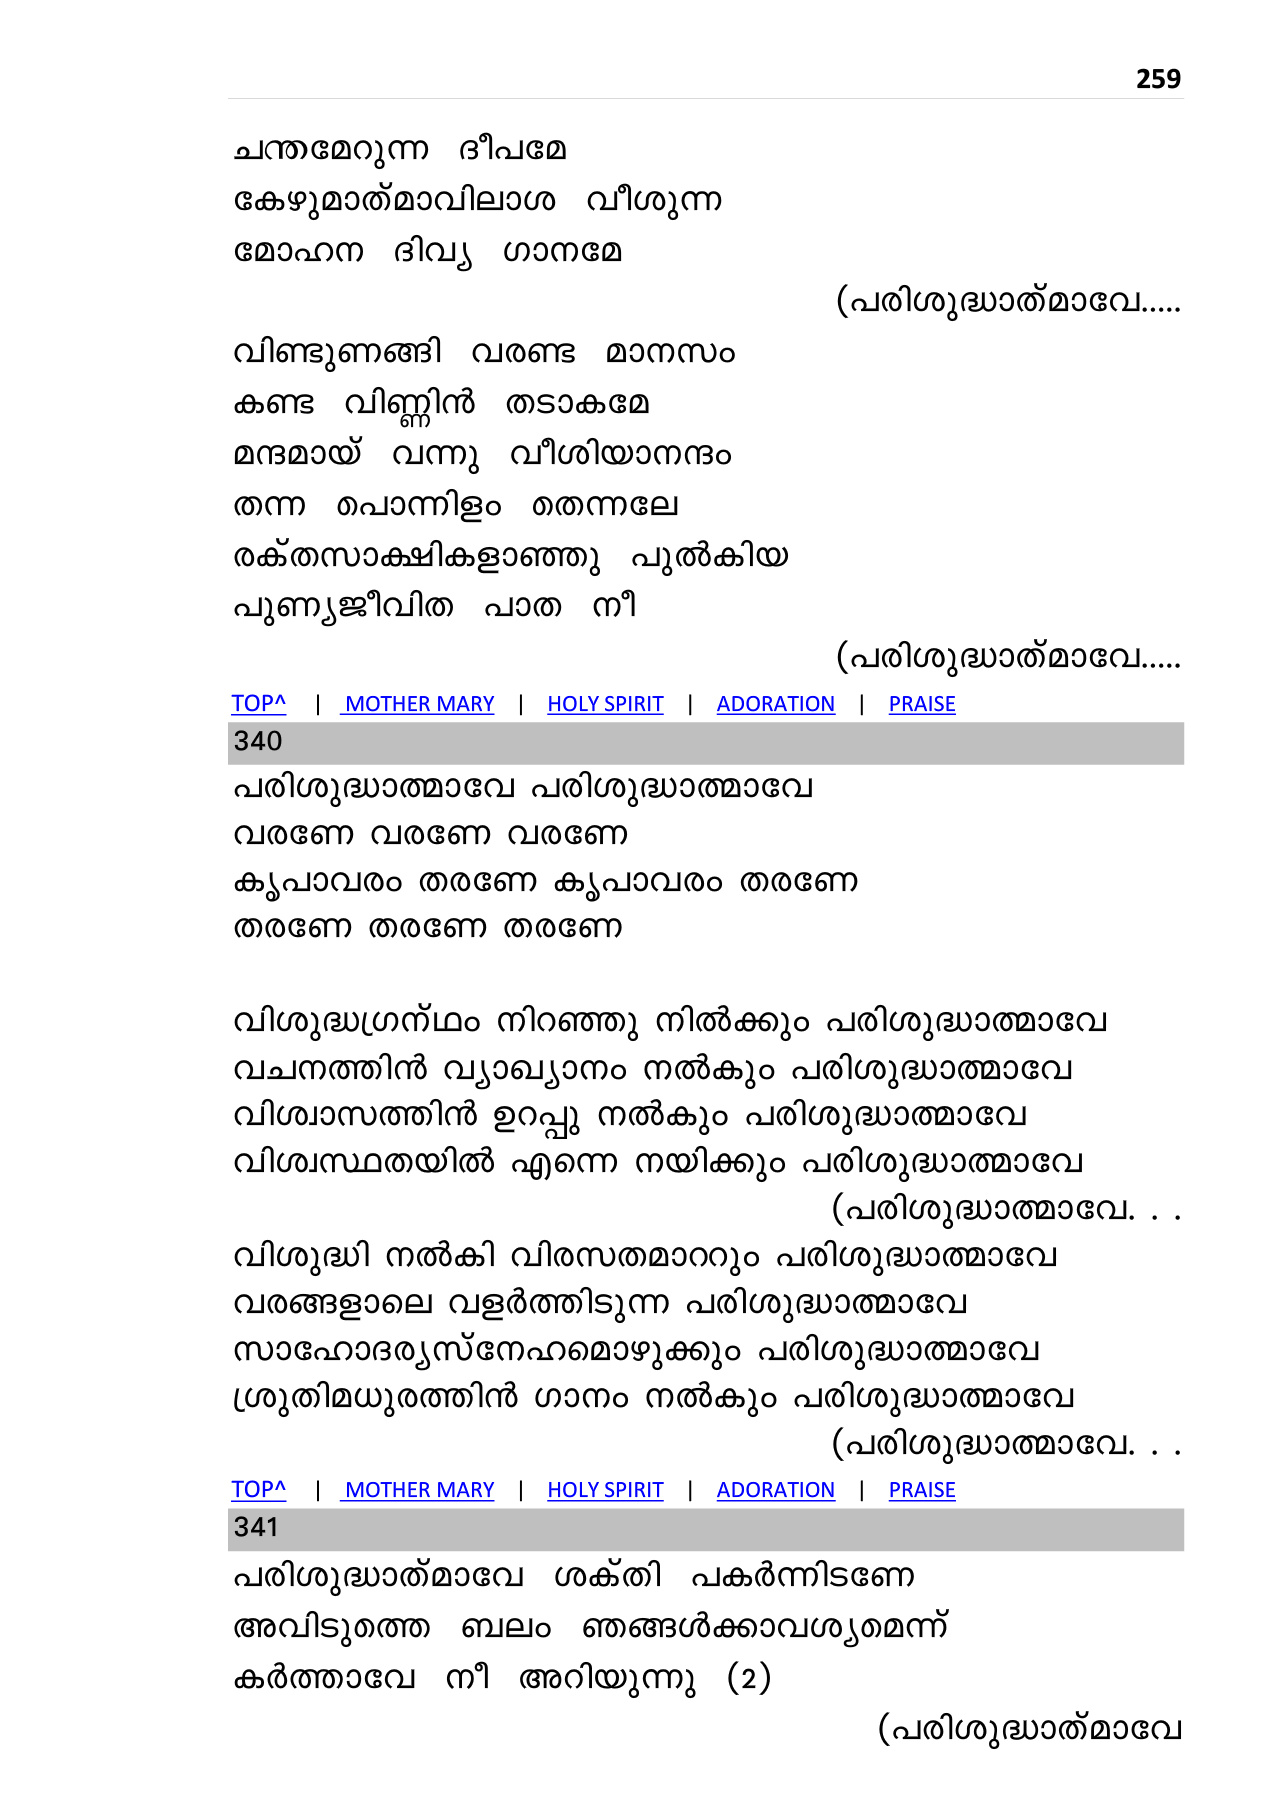 259
ചന്തമേറുന്ന ദീപമേ
കേഴുമാത്‌മാവിലാശ വീശുന്ന
മോഹന ദിവ്യ ഗാനമേ
(പരിശുദ്ധാത്‌മാവേ.....
വിണ്ടുണങ്ങി വരണ്ട മാനസം
കണ്ട വിണ്ണിൻ തടാകമേ
മന്ദമായ് വന്നു വീശിയാനന്ദം
തന്ന പൊന്നിളം തെന്നലേ
രക്‌തസാക്ഷികളാഞ്ഞു പുൽകിയ
പുണ്യജീവിത പാത നീ
(പരിശുദ്ധാത്‌മാവേ.....
TOP^ | MOTHER MARY | HOLY SPIRIT | ADORATION | PRAISE
340
പരിശുദ്ധാത്മാവേ പരിശുദ്ധാത്മാവേ
വരണേ വരണേ വരണേ
കൃപാവരം തരണേ കൃപാവരം തരണേ
തരണേ തരണേ തരണേ
വിശുദ്ധഗ്രന്‌ഥം നിറഞ്ഞു നിൽക്കും പരിശുദ്ധാത്മാവേ
വചനത്തിൻ വ്യാഖ്യാനം നൽകും പരിശുദ്ധാത്മാവേ
വിശ്വാസത്തിൻ ഉറപ്പു നൽകും പരിശുദ്ധാത്മാവേ
വിശ്വസ്ഥതയിൽ എന്നെ നയിക്കും പരിശുദ്ധാത്മാവേ
(പരിശുദ്ധാത്മാവേ. . .
വിശുദ്ധി നൽകി വിരസതമാററും പരിശുദ്ധാത്മാവേ
വരങ്ങളാലെ വളർത്തിടുന്ന പരിശുദ്ധാത്മാവേ
സാഹോദര്യസ്‌നേഹമൊഴുക്കും പരിശുദ്ധാത്മാവേ
ശ്രുതിമധുരത്തിൻ ഗാനം നൽകും പരിശുദ്ധാത്മാവേ
(പരിശുദ്ധാത്മാവേ. . .
TOP^ | MOTHER MARY | HOLY SPIRIT | ADORATION | PRAISE
341
പരിശുദ്ധാത്‌മാവേ ശക്‌തി പകർന്നിടണേ
അവിടുത്തെ ബലം ഞങ്ങൾക്കാവശ്യമെന്ന്
കർത്താവേ നീ അറിയുന്നു (2)
(പരിശുദ്ധാത്‌മാവേ